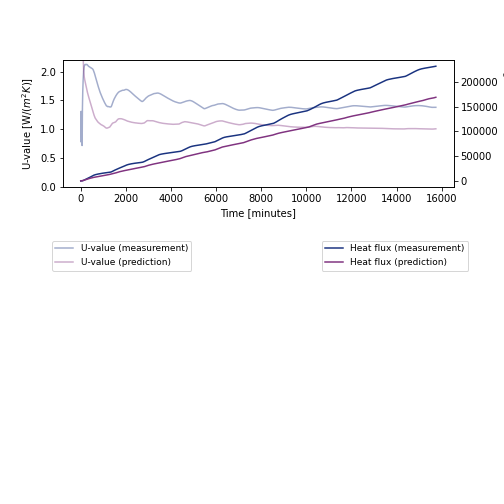 2.0
1.5
1.0
0.5
0.0
U-value [W/(m²K)]
200000
150000
100000
50000
0
0 2000 4000 6000 8000 10000 12000 14000 16000
Time [minutes]
U-value (measurement)
U-value (prediction)
Heat flux (measurement)
Heat flux (prediction)